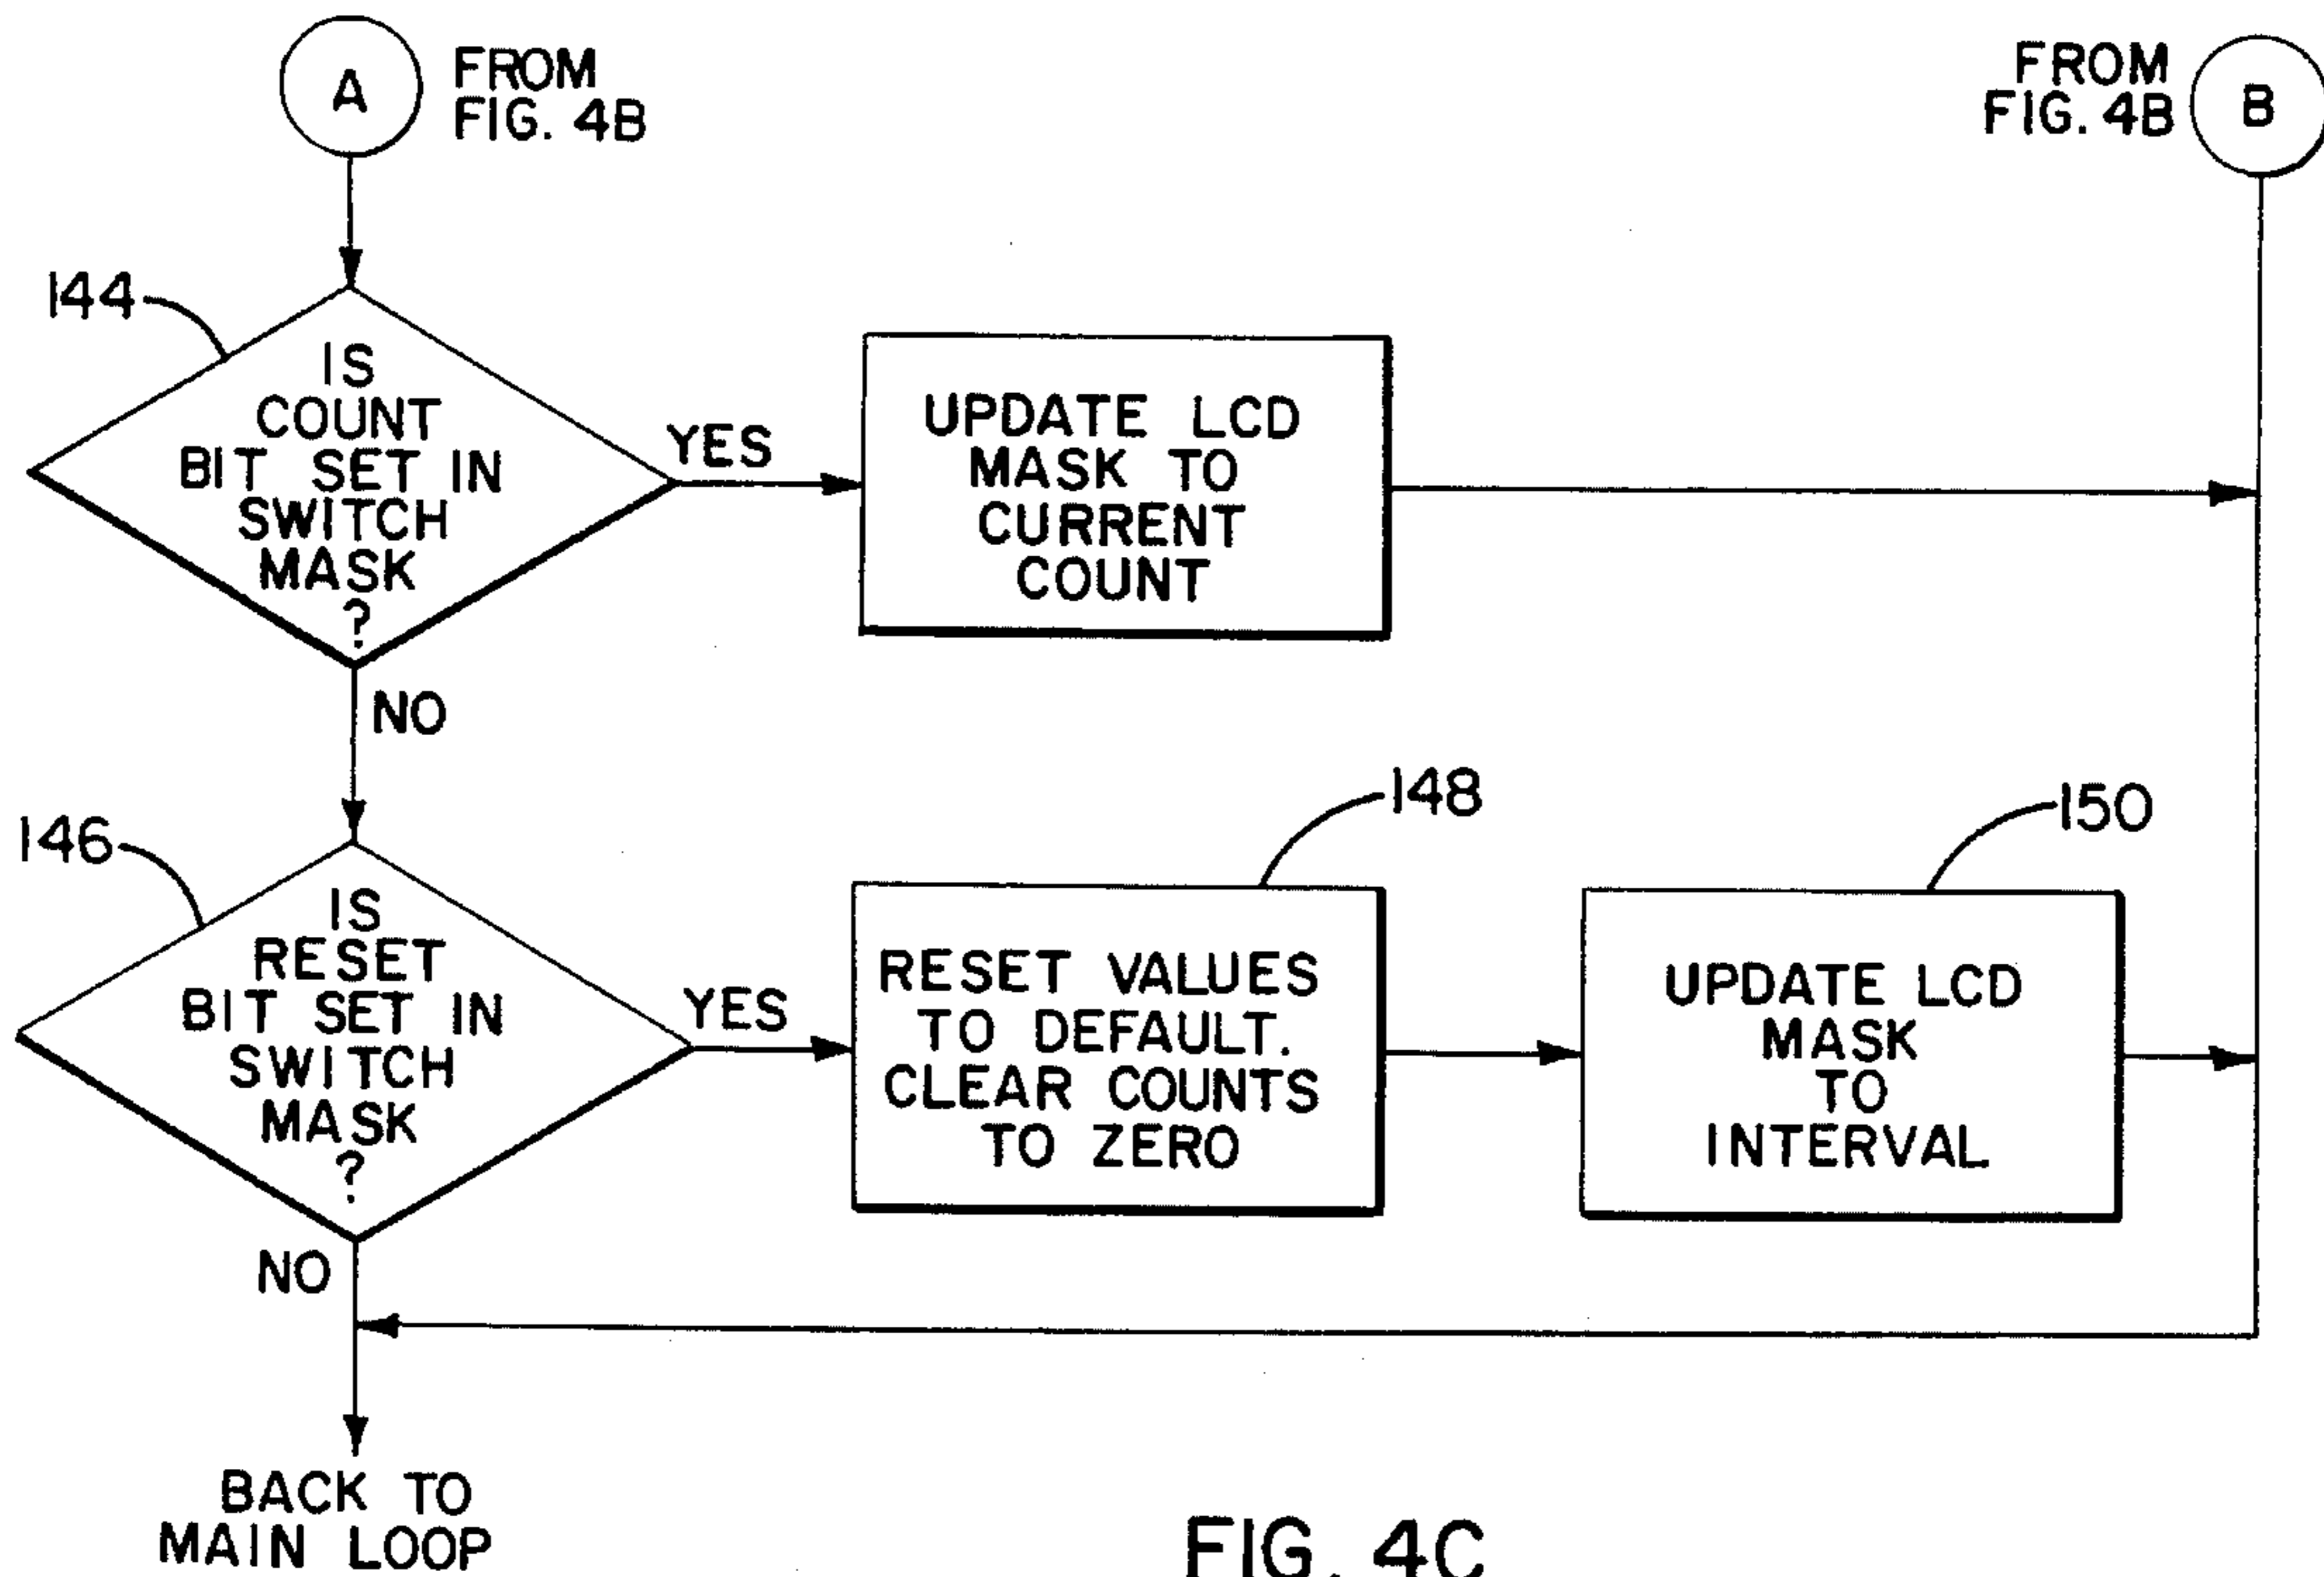 A
FROM
FIG. 4B
FROM
FIG. 4B
B
144
IS
COUNT
BIT SET IN
SWITCH
MASK
?
YES
UPDATE LCD
MASK TO
CURRENT
COUNT
NO
146
IS
RESET
BIT SET IN
SWITCH
MASK
?
YES
148
RESET VALUES
TO DEFAULT.
CLEAR COUNTS
TO ZERO
150
UPDATE LCD
MASK
TO
INTERVAL
NO
BACK TO
MAIN LOOP
FIG. 4C